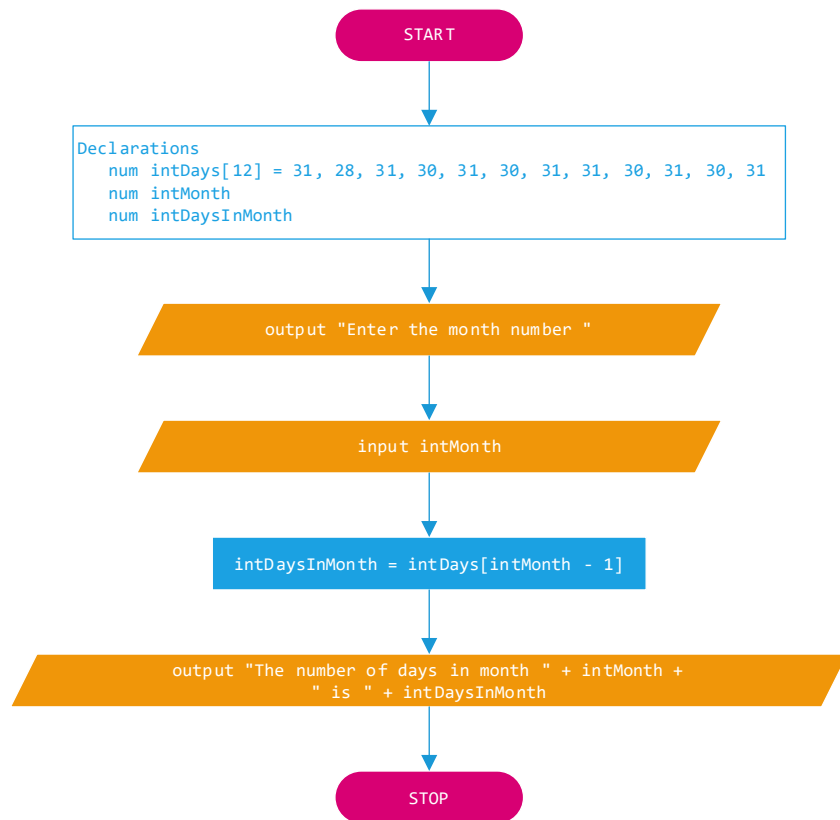 START
Declarations
num intDays[12] = 31, 28, 31, 30, 31, 30, 31, 31, 30, 31, 30, 31
num intMonth
num intDaysInMonth
output "Enter the month number "
input intMonth
intDaysInMonth = intDays[intMonth - 1]
output "The number of days in month " + intMonth +
" is " + intDaysInMonth
STOP